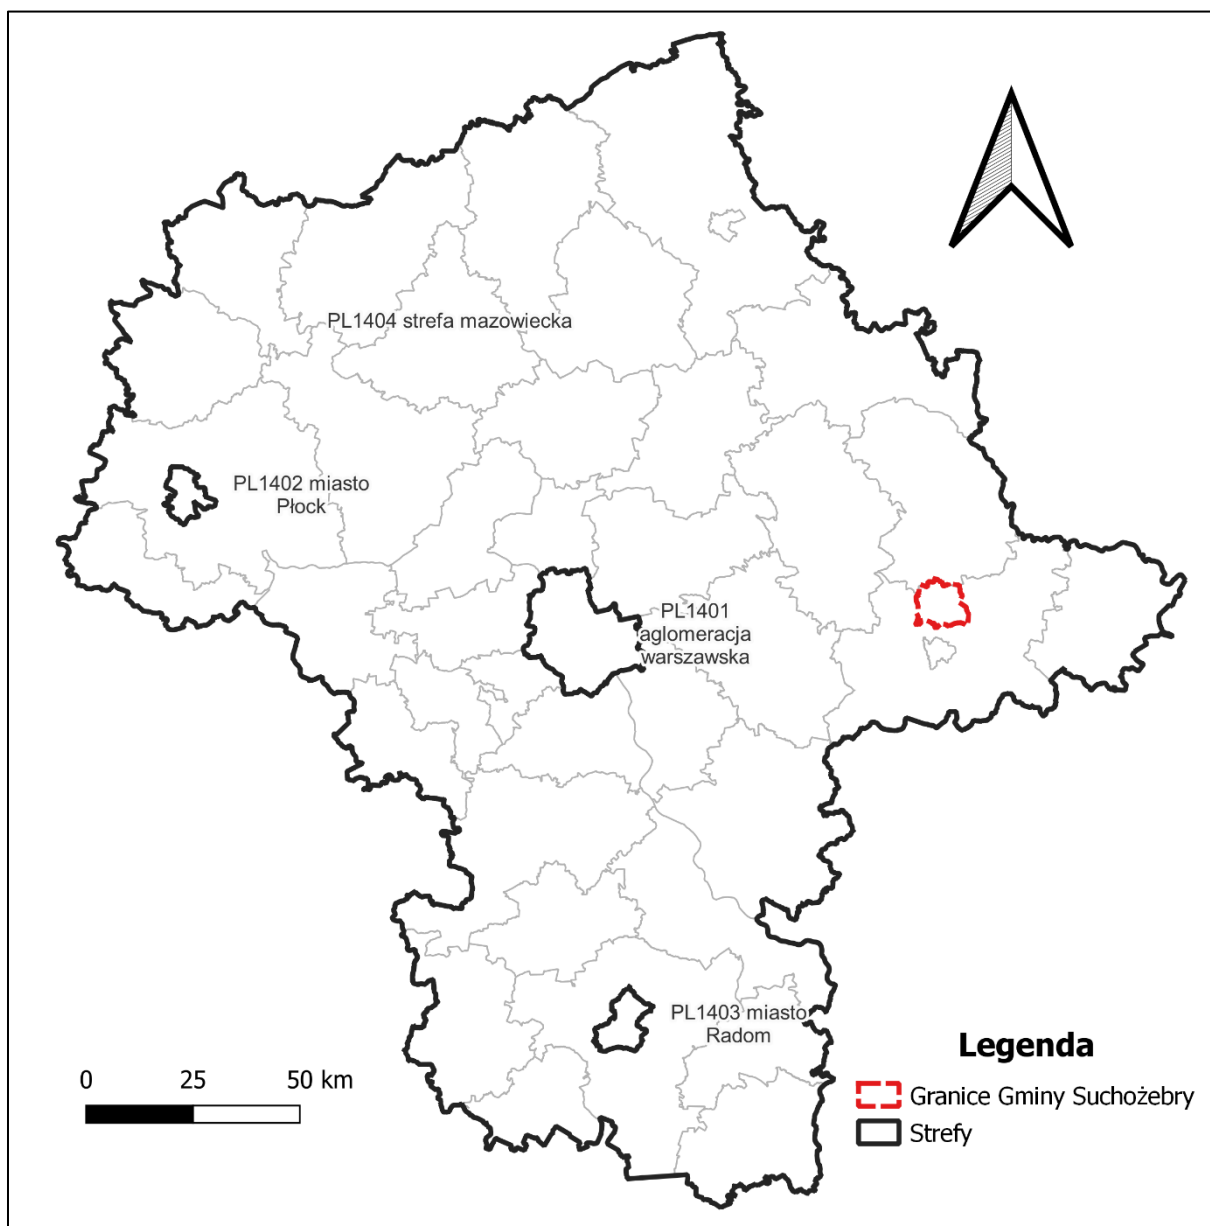 PL1404 strefa mazowiecka
PL1402 miasto
Płock
PL1401
aglomeracja
warszawska
PL1403 miasto
Radom
0 25 50 km
Legenda
Granice Gminy Suchożebry
Strefy